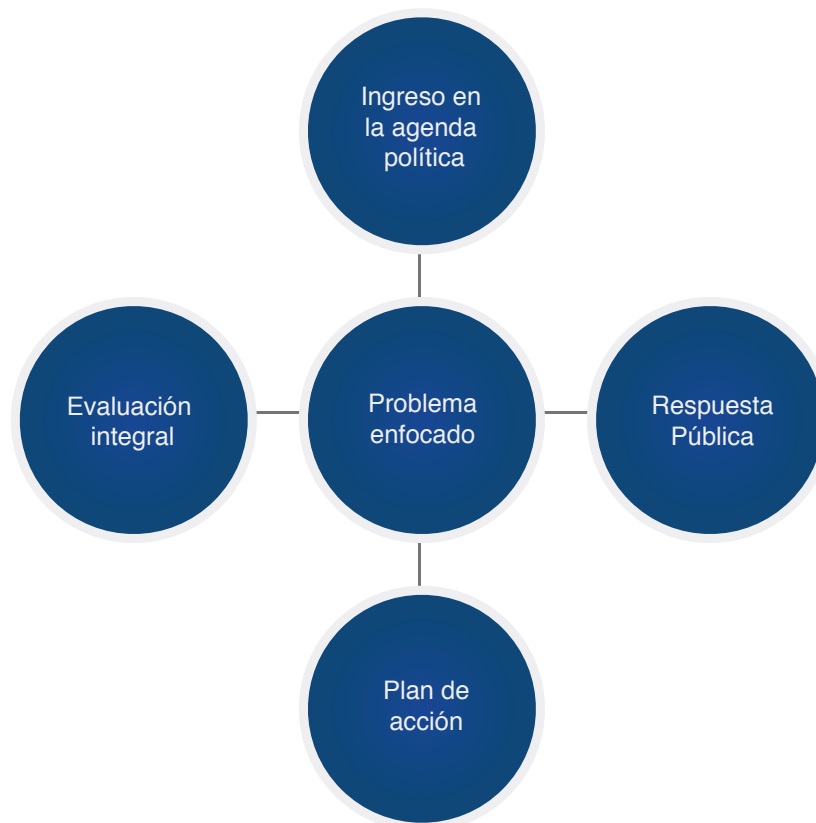 Ingreso en
la agenda
política
Evaluación
integral
Problema
enfocado
Respuesta
Pública
Plan de
acción